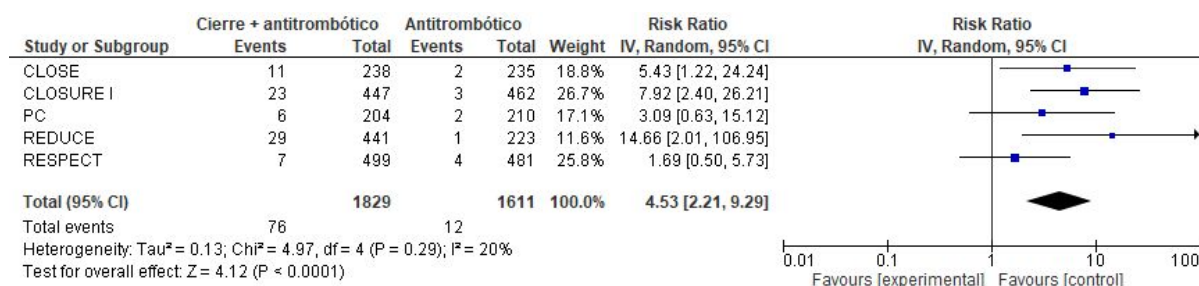 Cierre + antitrombótico Antitrombótico Risk Ratio Risk Ratio
Study or Subgroup Events Total Events Total Weight IV, Random, 95% CI IV, Random, 95% CI
CLOSE 11 238 2 235 18.8% 5.43 [1.22, 24.24]
CLOSURE I 23 447 3 462 26.7% 7.92 [2.40, 26.21]
PC 6 204 2 210 17.1% 3.09 [0.63, 15.12]
REDUCE 29 441 1 223 11.6% 14.66 [2.01, 106.95]
RESPECT 7 499 4 481 25.8% 1.69 [0.50, 5.73]
Total (95% CI) 1829 1611 100.0% 4.53 [2.21, 9.29]
Total events 76 12
Heterogeneity: Tau² = 0.13; Chi² = 4.97, df = 4 (P = 0.29); I² = 20%
Test for overall effect: Z = 4.12 (P < 0.0001)
0.01 0.1 1 10 100
Favours [experimental] Favours [control]